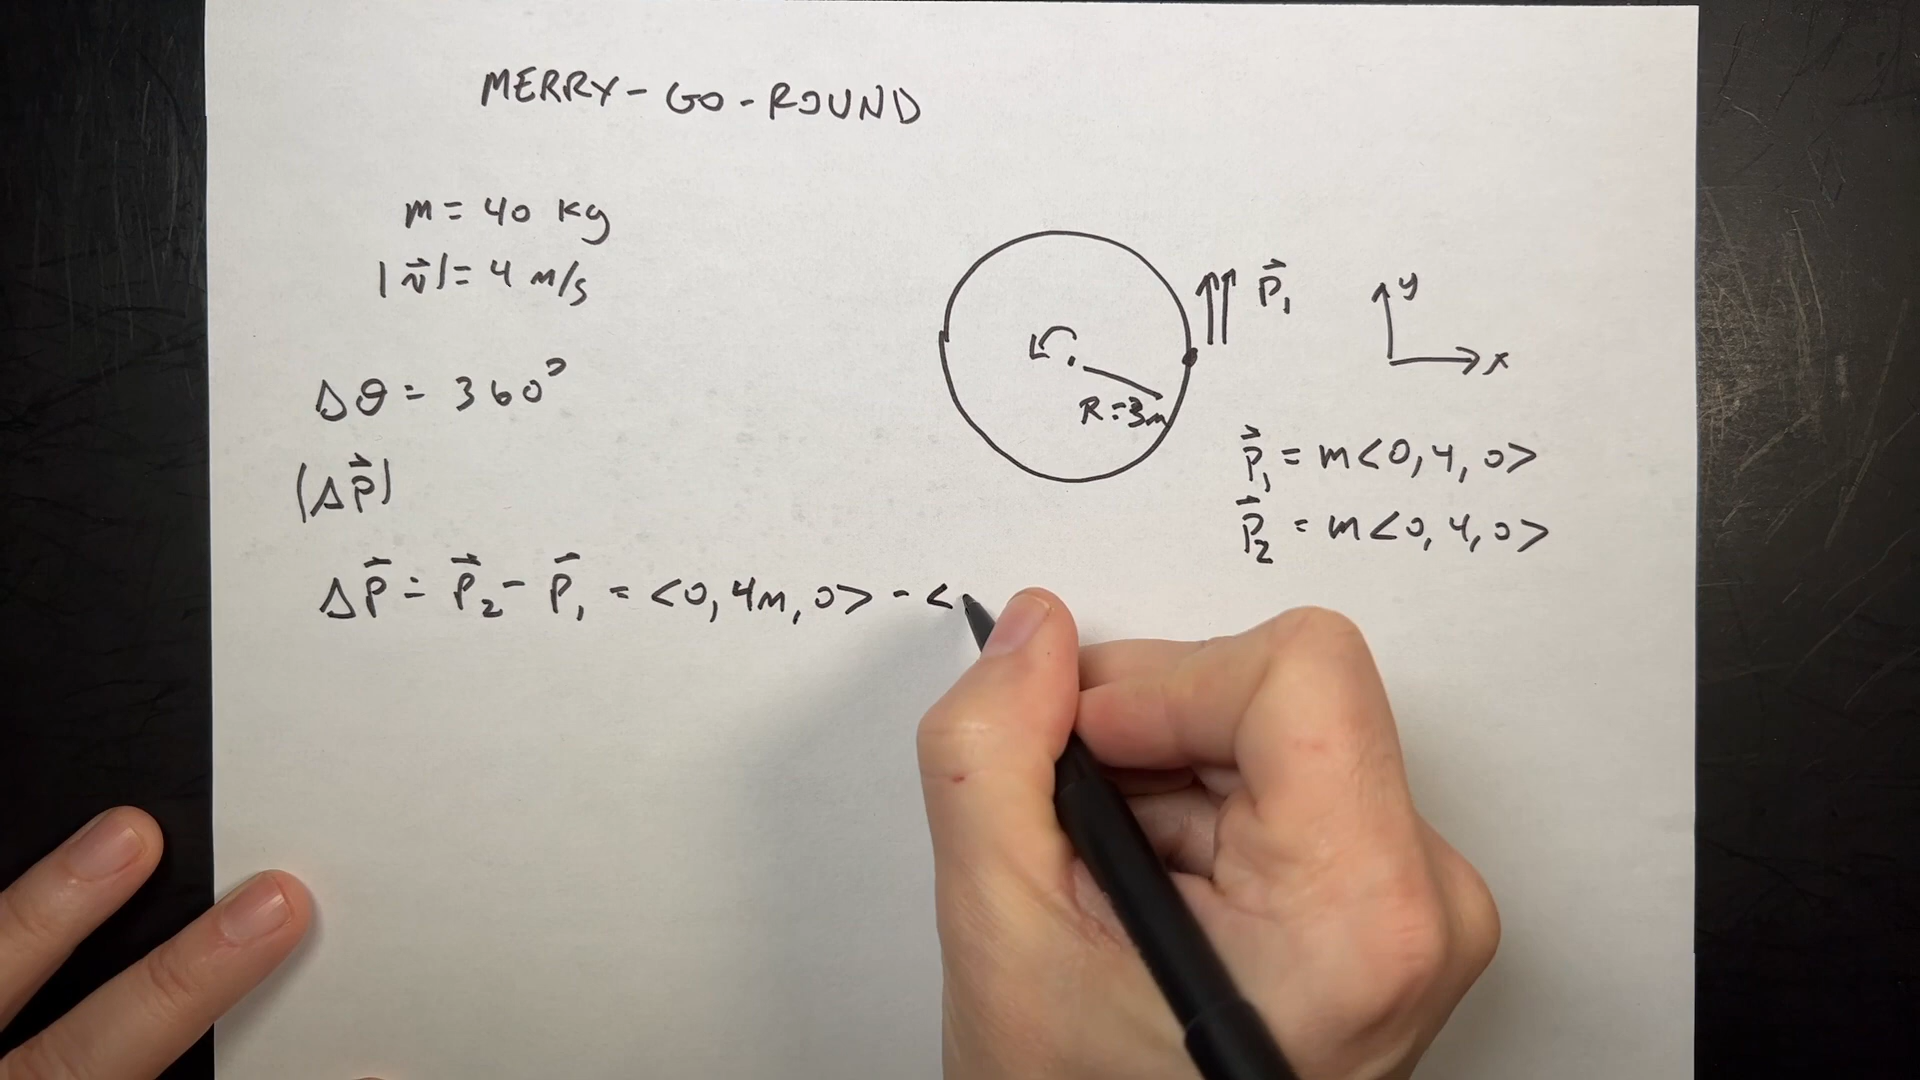 MERRY-GO-ROUND
m = 40 kg
|v⃗| = 4 m/s
Δθ = 360°
|Δp⃗|
Δp⃗ = p⃗₂ - p⃗₁ = <0, 4m, 0> - <
R = 3m
p⃗₁
y
x
p⃗₁ = m<0, 4, 0>
p⃗₂ = m<0, 4, 0>